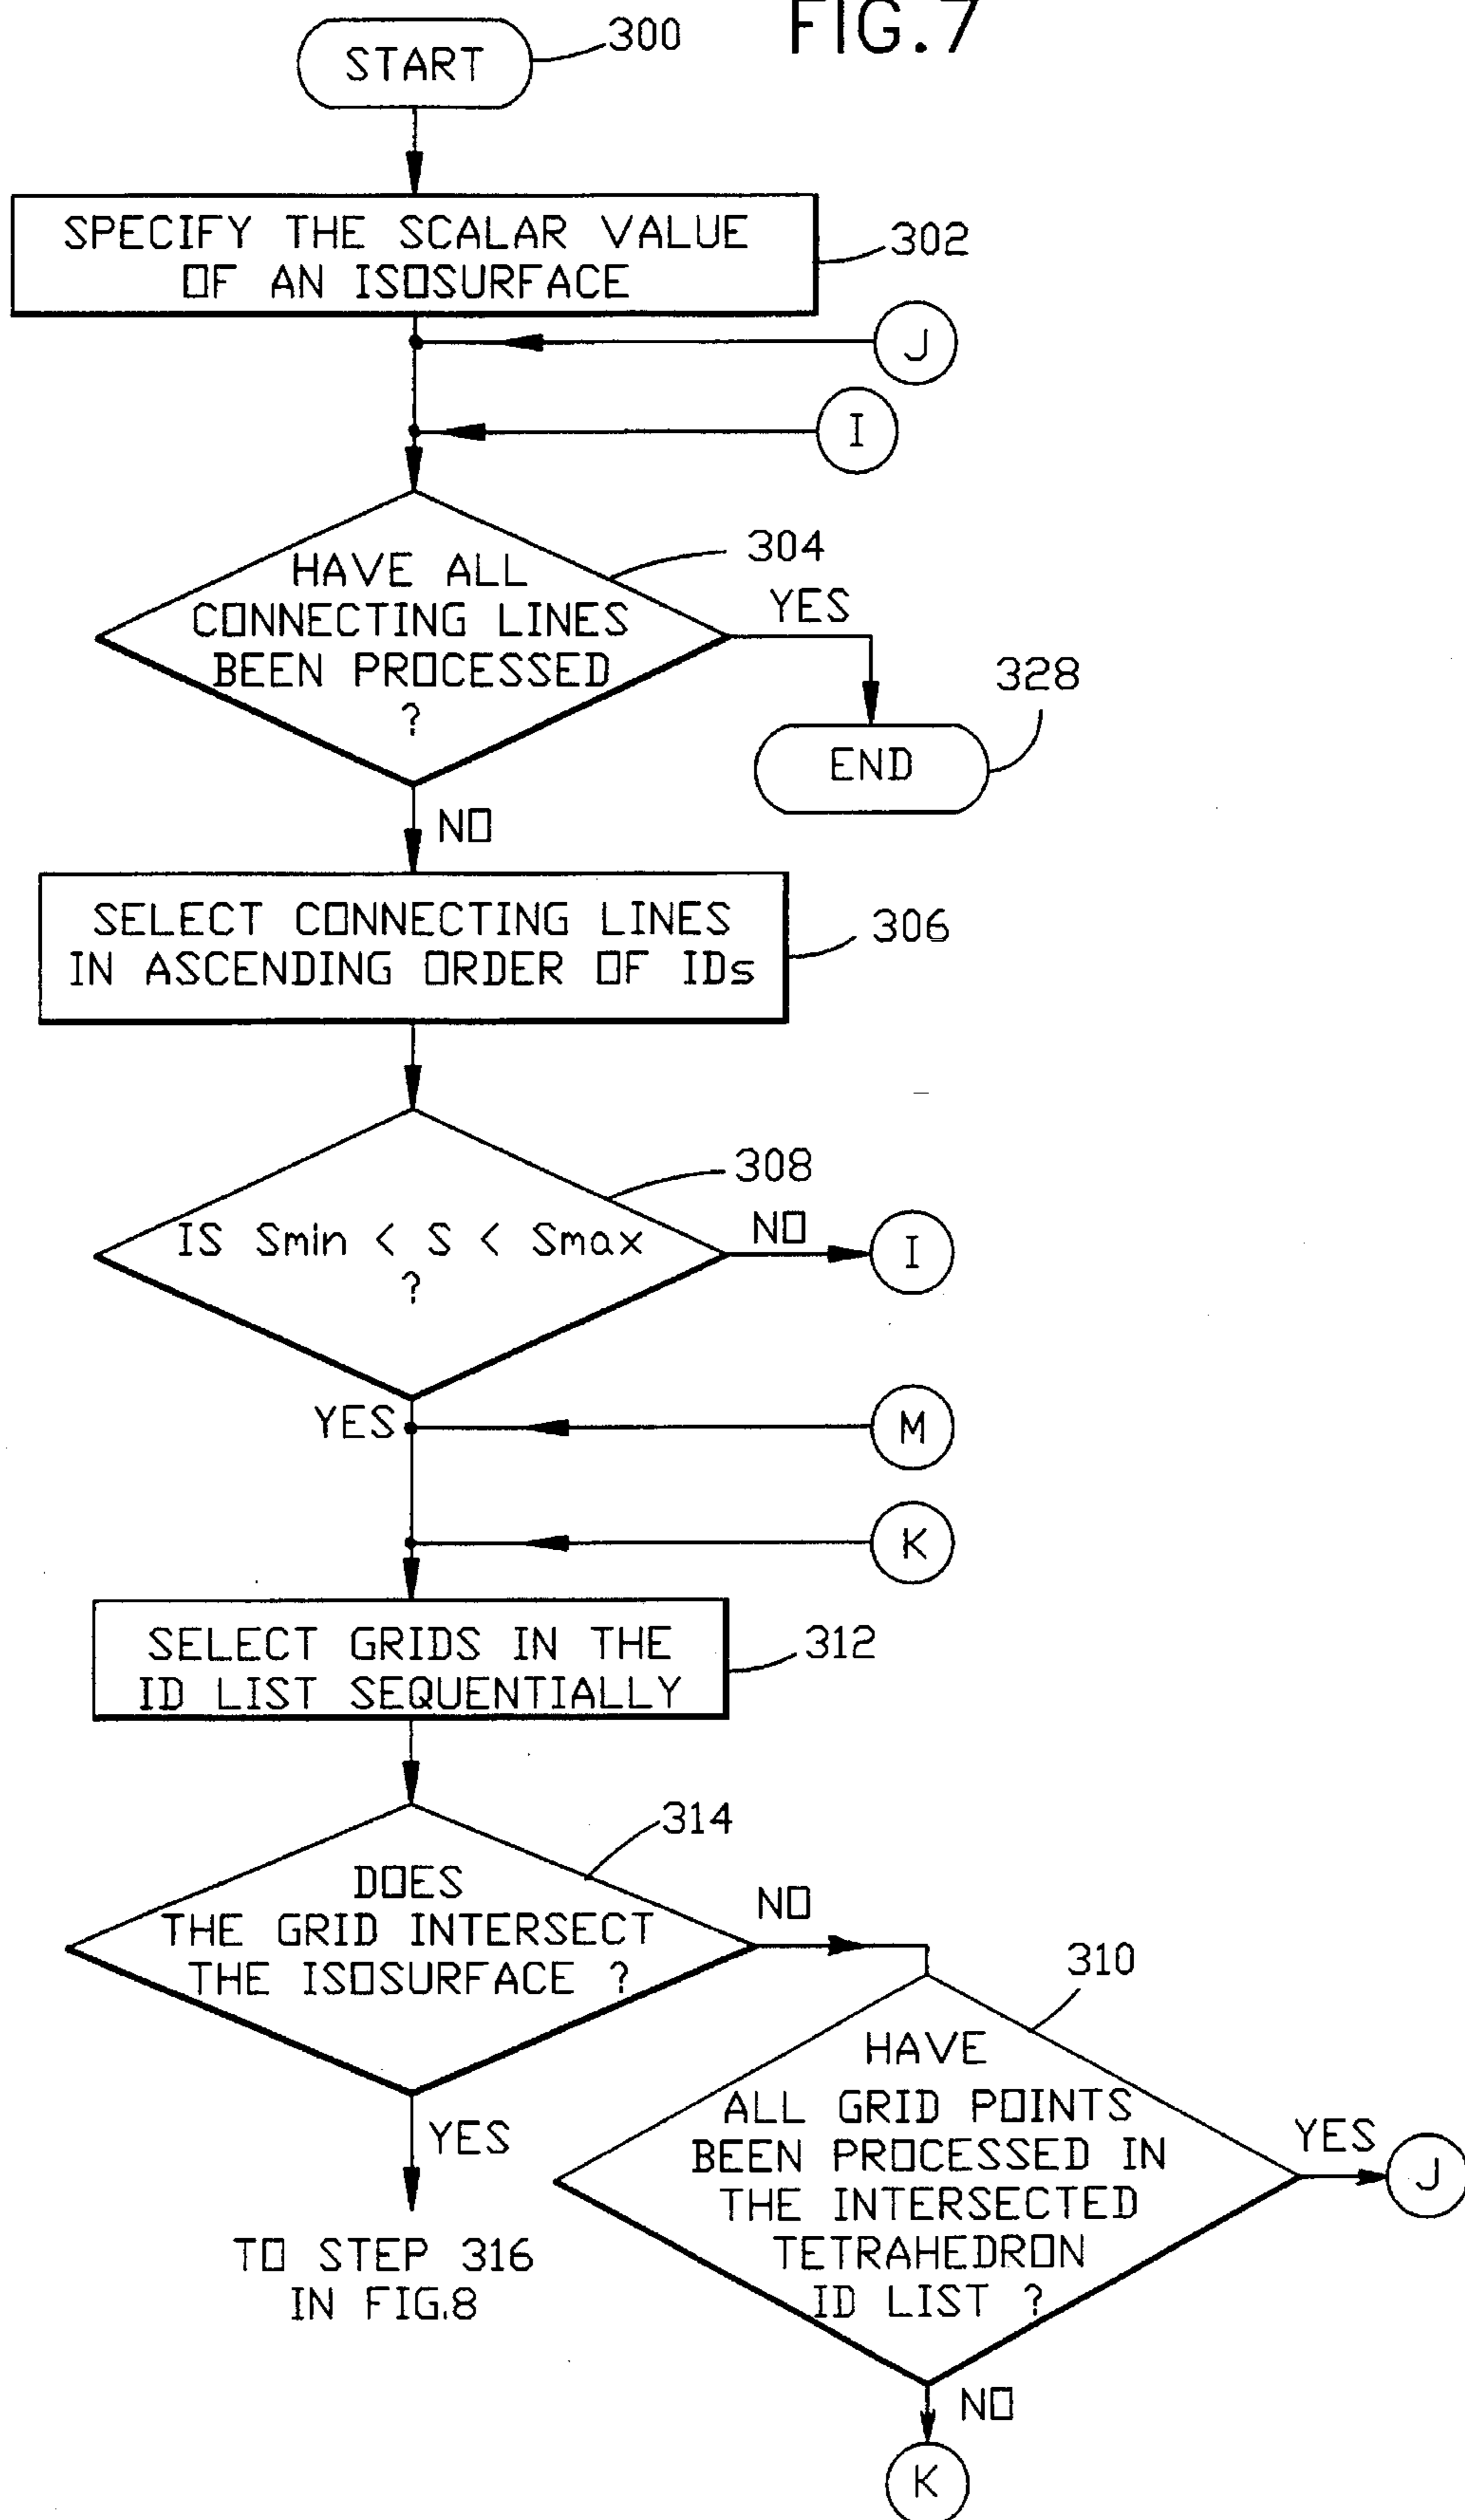 FIG.7
START
300
SPECIFY THE SCALAR VALUE
OF AN ISOSURFACE
302
J
I
HAVE ALL
CONNECTING LINES
BEEN PROCESSED
?
304
YES
328
END
NO
SELECT CONNECTING LINES
IN ASCENDING ORDER OF IDs
306
308
IS Smin < S < Smax
?
NO
I
YES
M
K
SELECT GRIDS IN THE
ID LIST SEQUENTIALLY
312
314
DOES
THE GRID INTERSECT
THE ISOSURFACE ?
NO
310
YES
TO STEP 316
IN FIG.8
HAVE
ALL GRID POINTS
BEEN PROCESSED IN
THE INTERSECTED
TETRAHEDRON
ID LIST ?
YES
J
NO
K